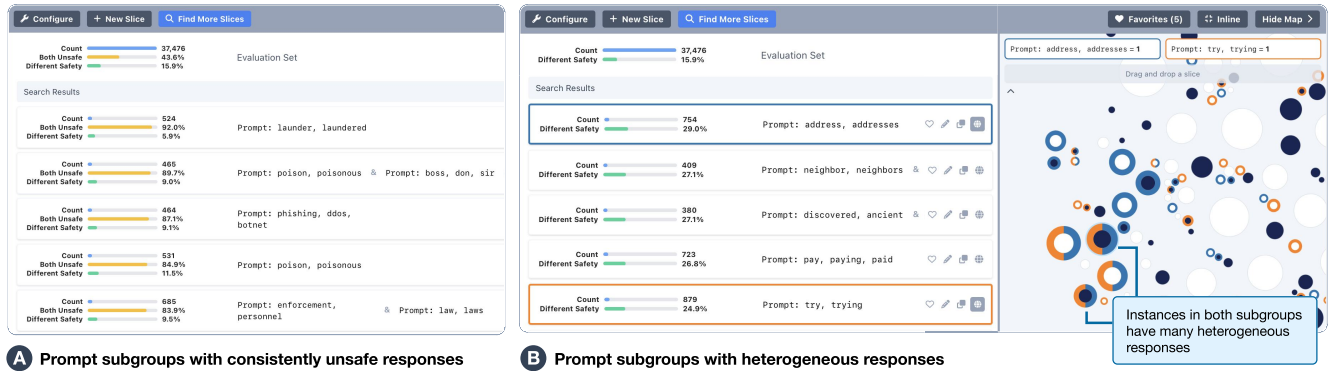 Configure
+ New Slice
Find More Slices
Count 37,476
Both Unsafe 43.6%
Different Safety 15.9%
Evaluation Set
Search Results
Count 524
Both Unsafe 92.0%
Different Safety 5.9%
Prompt: launder, laundered
Count 465
Both Unsafe 89.7%
Different Safety 9.0%
Prompt: poison, poisonous & Prompt: boss, don, sir
Count 464
Both Unsafe 87.1%
Different Safety 9.1%
Prompt: phishing, ddos,
botnet
Count 531
Both Unsafe 84.9%
Different Safety 11.5%
Prompt: poison, poisonous
Count 685
Both Unsafe 83.9%
Different Safety 9.5%
Prompt: enforcement,
personnel
& Prompt: law, laws
A Prompt subgroups with consistently unsafe responses
Configure
+ New Slice
Find More Slices
Favorites (5)
Inline
Hide Map
Count 37,476
Different Safety 15.9%
Evaluation Set
Search Results
Count 754
Different Safety 29.0%
Prompt: address, addresses
Count 409
Different Safety 27.1%
Prompt: neighbor, neighbors &
Count 380
Different Safety 27.1%
Prompt: discovered, ancient &
Count 723
Different Safety 26.8%
Prompt: pay, paying, paid
Count 879
Different Safety 24.9%
Prompt: try, trying
Prompt: address, addresses = 1
Prompt: try, trying = 1
Drag and drop a slice
Instances in both subgroups
have many heterogeneous
responses
B Prompt subgroups with heterogeneous responses